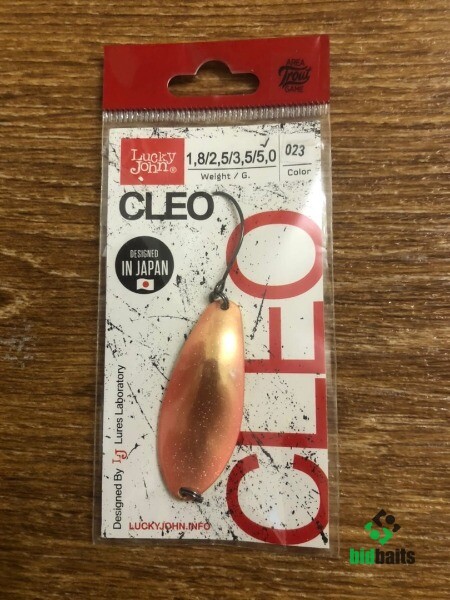 AREA
Trout
GAME
Lucky
John®
1,8/2,5/3,5/5,0
Weight / G.
023
Color
CLEO
DESIGNED
IN JAPAN
CLEO
Designed By LJ Lures Laboratory
LUCKYJOHN.INFO
bidbaits